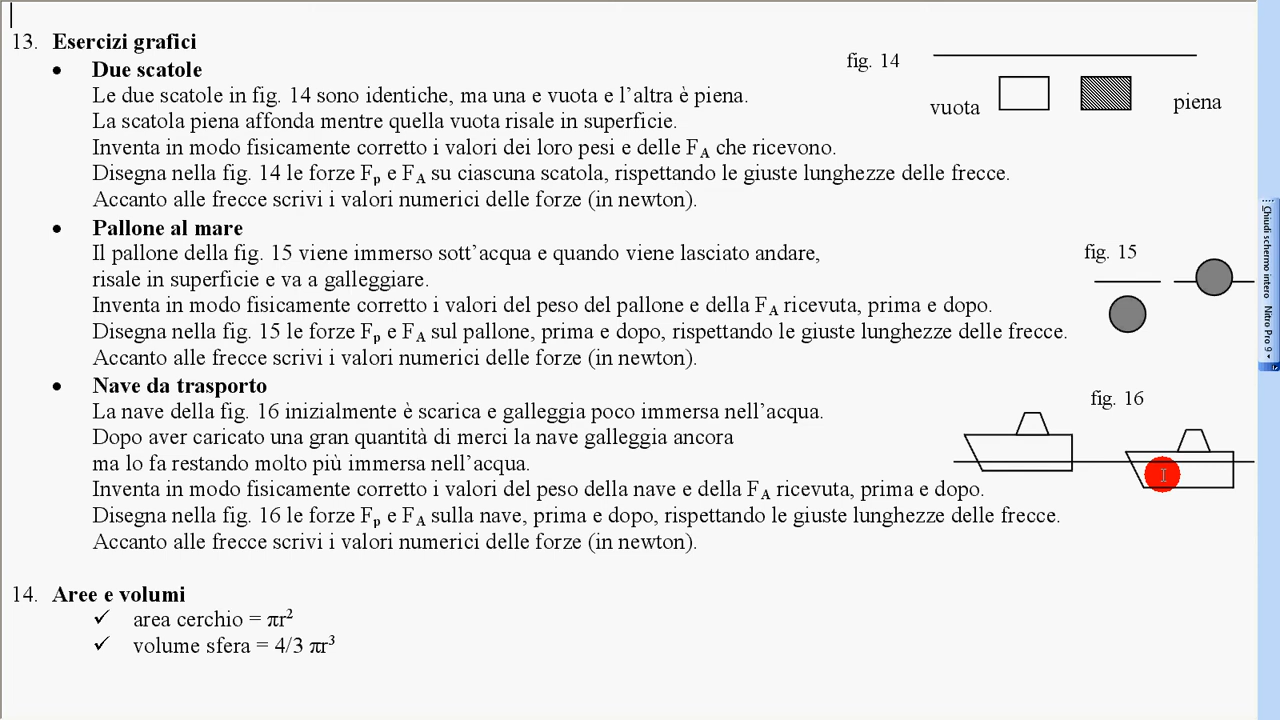 13. Esercizi grafici
• Due scatole
Le due scatole in fig. 14 sono identiche, ma una e vuota e l'altra è piena.
La scatola piena affonda mentre quella vuota risale in superficie.
Inventa in modo fisicamente corretto i valori dei loro pesi e delle FA che ricevono.
Disegna nella fig. 14 le forze Fp e FA su ciascuna scatola, rispettando le giuste lunghezze delle frecce.
Accanto alle frecce scrivi i valori numerici delle forze (in newton).
fig. 14
vuota
piena
• Pallone al mare
Il pallone della fig. 15 viene immerso sott'acqua e quando viene lasciato andare,
risale in superficie e va a galleggiare.
Inventa in modo fisicamente corretto i valori del peso del pallone e della FA ricevuta, prima e dopo.
Disegna nella fig. 15 le forze Fp e FA sul pallone, prima e dopo, rispettando le giuste lunghezze delle frecce.
Accanto alle frecce scrivi i valori numerici delle forze (in newton).
fig. 15
• Nave da trasporto
La nave della fig. 16 inizialmente è scarica e galleggia poco immersa nell'acqua.
Dopo aver caricato una gran quantità di merci la nave galleggia ancora
ma lo fa restando molto più immersa nell'acqua.
Inventa in modo fisicamente corretto i valori del peso della nave e della FA ricevuta, prima e dopo.
Disegna nella fig. 16 le forze Fp e FA sulla nave, prima e dopo, rispettando le giuste lunghezze delle frecce.
Accanto alle frecce scrivi i valori numerici delle forze (in newton).
fig. 16
14. Aree e volumi
✓ area cerchio = πr²
✓ volume sfera = 4/3 πr³
Chiudi schermo intero
Nitro Pro 9